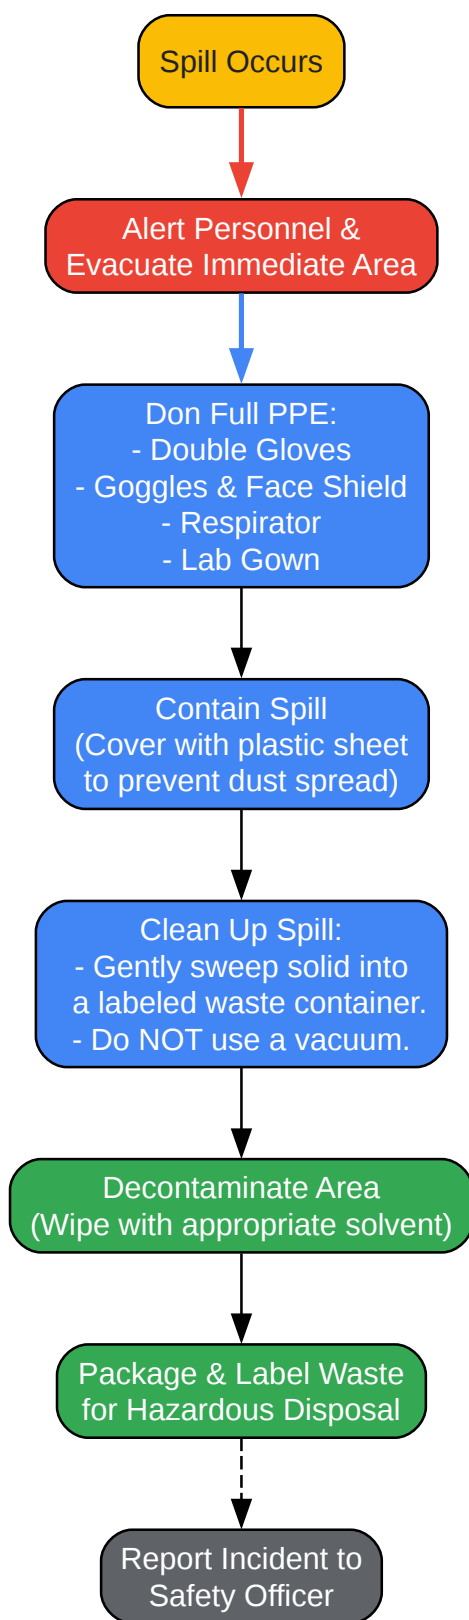 Spill Occurs
Alert Personnel &
Evacuate Immediate Area
Don Full PPE:
- Double Gloves
- Goggles & Face Shield
- Respirator
- Lab Gown
Contain Spill
(Cover with plastic sheet
to prevent dust spread)
Clean Up Spill:
- Gently sweep solid into
a labeled waste container.
- Do NOT use a vacuum.
Decontaminate Area
(Wipe with appropriate solvent)
Package & Label Waste
for Hazardous Disposal
Report Incident to
Safety Officer